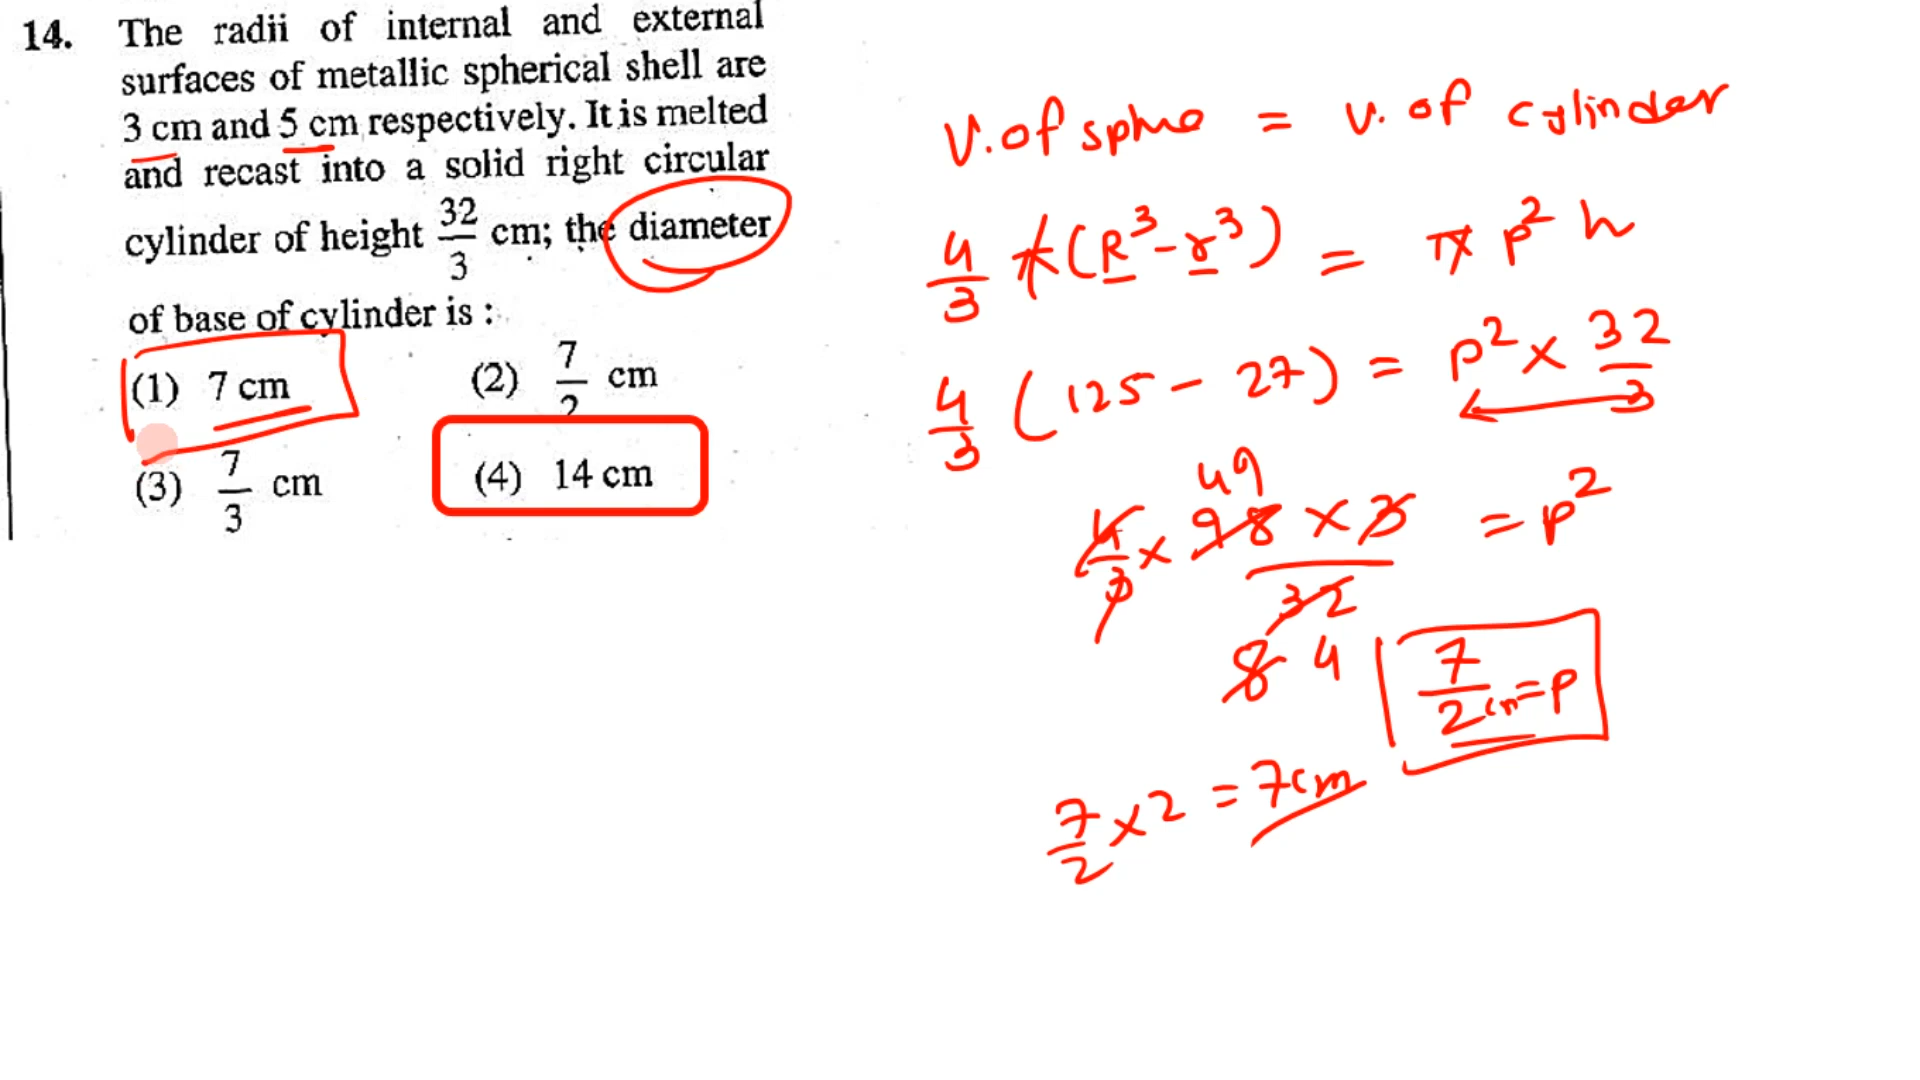 14. The radii of internal and external
surfaces of metallic spherical shell are
3 cm and 5 cm respectively. It is melted
and recast into a solid right circular
cylinder of height 32/3 cm; the diameter
of base of cylinder is :
(1) 7 cm (2) 7/2 cm
(3) 7/3 cm (4) 14 cm
V. of = V. of cylinder
4/3 π (R³ - r³) = π P² h
4/3 (125 - 27) = P² × 32/3
49
4/3 × 98 × 3 / 32 = P²
8 4
7/2 cm = P
7/2 × 2 = 7cm